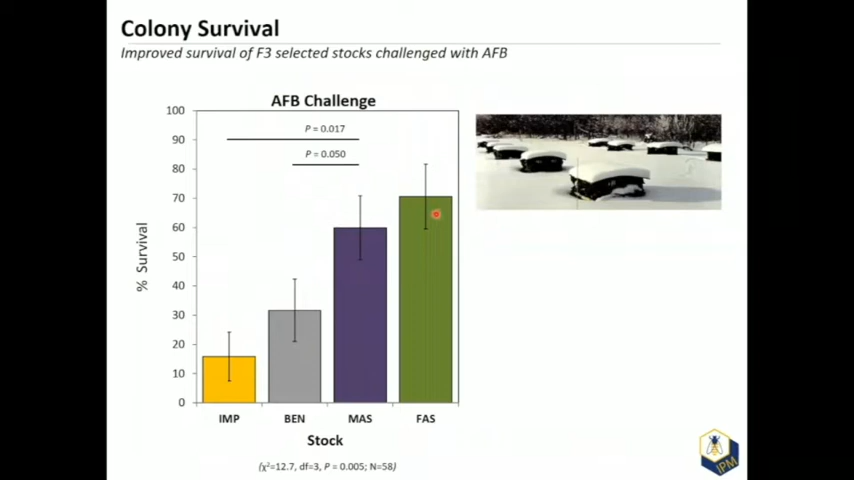 Colony Survival
Improved survival of F3 selected stocks challenged with AFB
AFB Challenge
100
90
80
70
60
50
40
30
20
10
0
% Survival
P = 0.017
P = 0.050
IMP BEN MAS FAS
Stock
(χ²=12.7, df=3, P = 0.005; N=58)
IPM